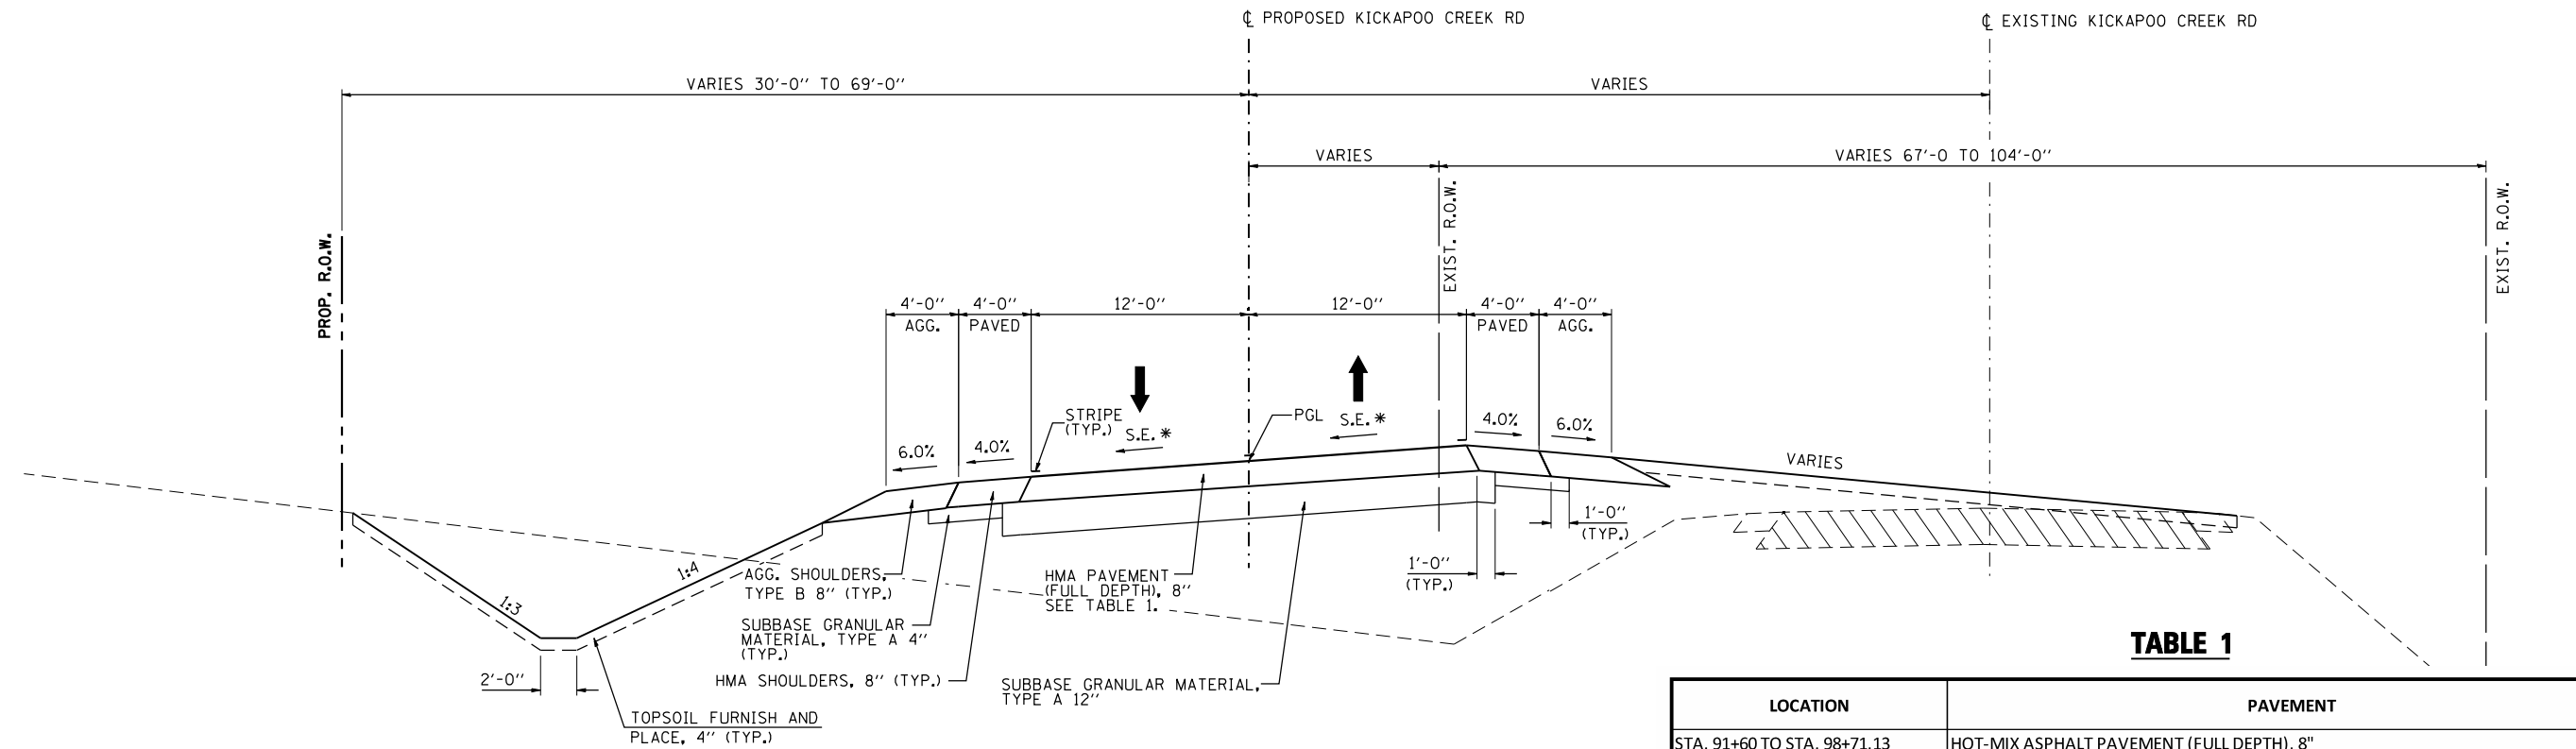 ℄ PROPOSED KICKAPOO CREEK RD
℄ EXISTING KICKAPOO CREEK RD
VARIES 30'-0" TO 69'-0"
VARIES
VARIES
VARIES 67'-0 TO 104'-0"
PROP. R.O.W.
EXIST. R.O.W.
EXIST. R.O.W.
4'-0"
AGG.
4'-0"
PAVED
12'-0"
12'-0"
4'-0"
PAVED
4'-0"
AGG.
STRIPE
(TYP.)
S.E. *
PGL
S.E. *
4.0%
6.0%
6.0%
4.0%
VARIES
1:3
1:4
1'-0"
(TYP.)
1'-0"
(TYP.)
AGG. SHOULDERS,
TYPE B 8" (TYP.)
HMA PAVEMENT
(FULL DEPTH), 8"
SEE TABLE 1.
SUBBASE GRANULAR
MATERIAL, TYPE A 4"
(TYP.)
HMA SHOULDERS, 8" (TYP.)
SUBBASE GRANULAR MATERIAL,
TYPE A 12"
2'-0"
TOPSOIL FURNISH AND
PLACE, 4" (TYP.)
TABLE 1
LOCATION
PAVEMENT
STA. 91+60 TO STA. 98+71.13
HOT-MIX ASPHALT PAVEMENT (FULL DEPTH), 8"